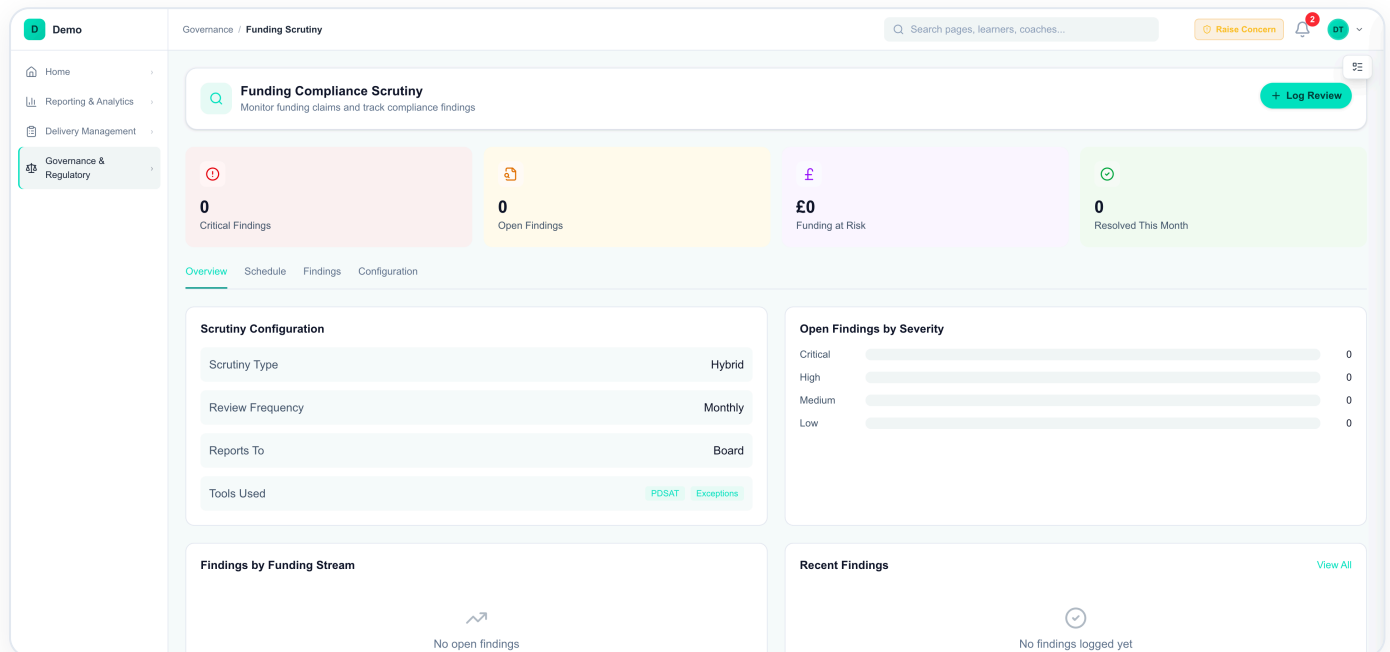 D Demo
Governance / Funding Scrutiny
Search pages, learners, coaches...
Raise Concern
2
DT
Home
Reporting & Analytics
Delivery Management
Governance &
Regulatory
Funding Compliance Scrutiny
Monitor funding claims and track compliance findings
+ Log Review
0
Critical Findings
0
Open Findings
£
£0
Funding at Risk
0
Resolved This Month
Overview
Schedule
Findings
Configuration
Scrutiny Configuration
Scrutiny Type Hybrid
Review Frequency Monthly
Reports To Board
Tools Used PDSAT Exceptions
Open Findings by Severity
Critical 0
High 0
Medium 0
Low 0
Findings by Funding Stream
No open findings
Recent Findings
View All
No findings logged yet